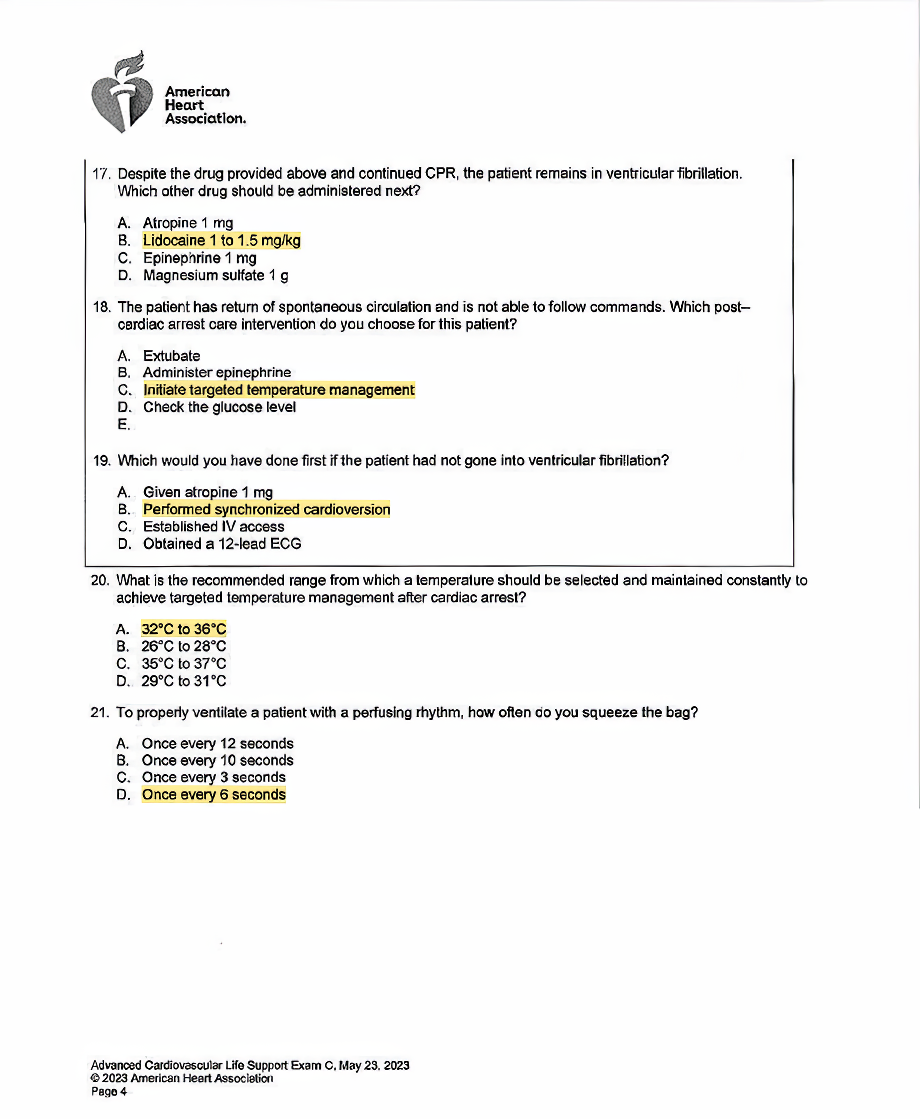 American
Heart
Association.
17. Despite the drug provided above and continued CPR, the patient remains in ventricular fibrillation.
Which other drug should be administered next?
A. Atropine 1 mg
B. Lidocaine 1 to 1.5 mg/kg
C. Epinephrine 1 mg
D. Magnesium sulfate 1 g
18. The patient has return of spontaneous circulation and is not able to follow commands. Which post–
cardiac arrest care intervention do you choose for this patient?
A. Extubate
B. Administer epinephrine
C. Initiate targeted temperature management
D. Check the glucose level
E.
19. Which would you have done first if the patient had not gone into ventricular fibrillation?
A. Given atropine 1 mg
B. Performed synchronized cardioversion
C. Established IV access
D. Obtained a 12-lead ECG
20. What is the recommended range from which a temperature should be selected and maintained constantly to
achieve targeted temperature management after cardiac arrest?
A. 32°C to 36°C
B. 26°C to 28°C
C. 35°C to 37°C
D. 29°C to 31°C
21. To properly ventilate a patient with a perfusing rhythm, how often do you squeeze the bag?
A. Once every 12 seconds
B. Once every 10 seconds
C. Once every 3 seconds
D. Once every 6 seconds
Advanced Cardiovascular Life Support Exam C, May 23, 2023
© 2023 American Heart Association
Page 4